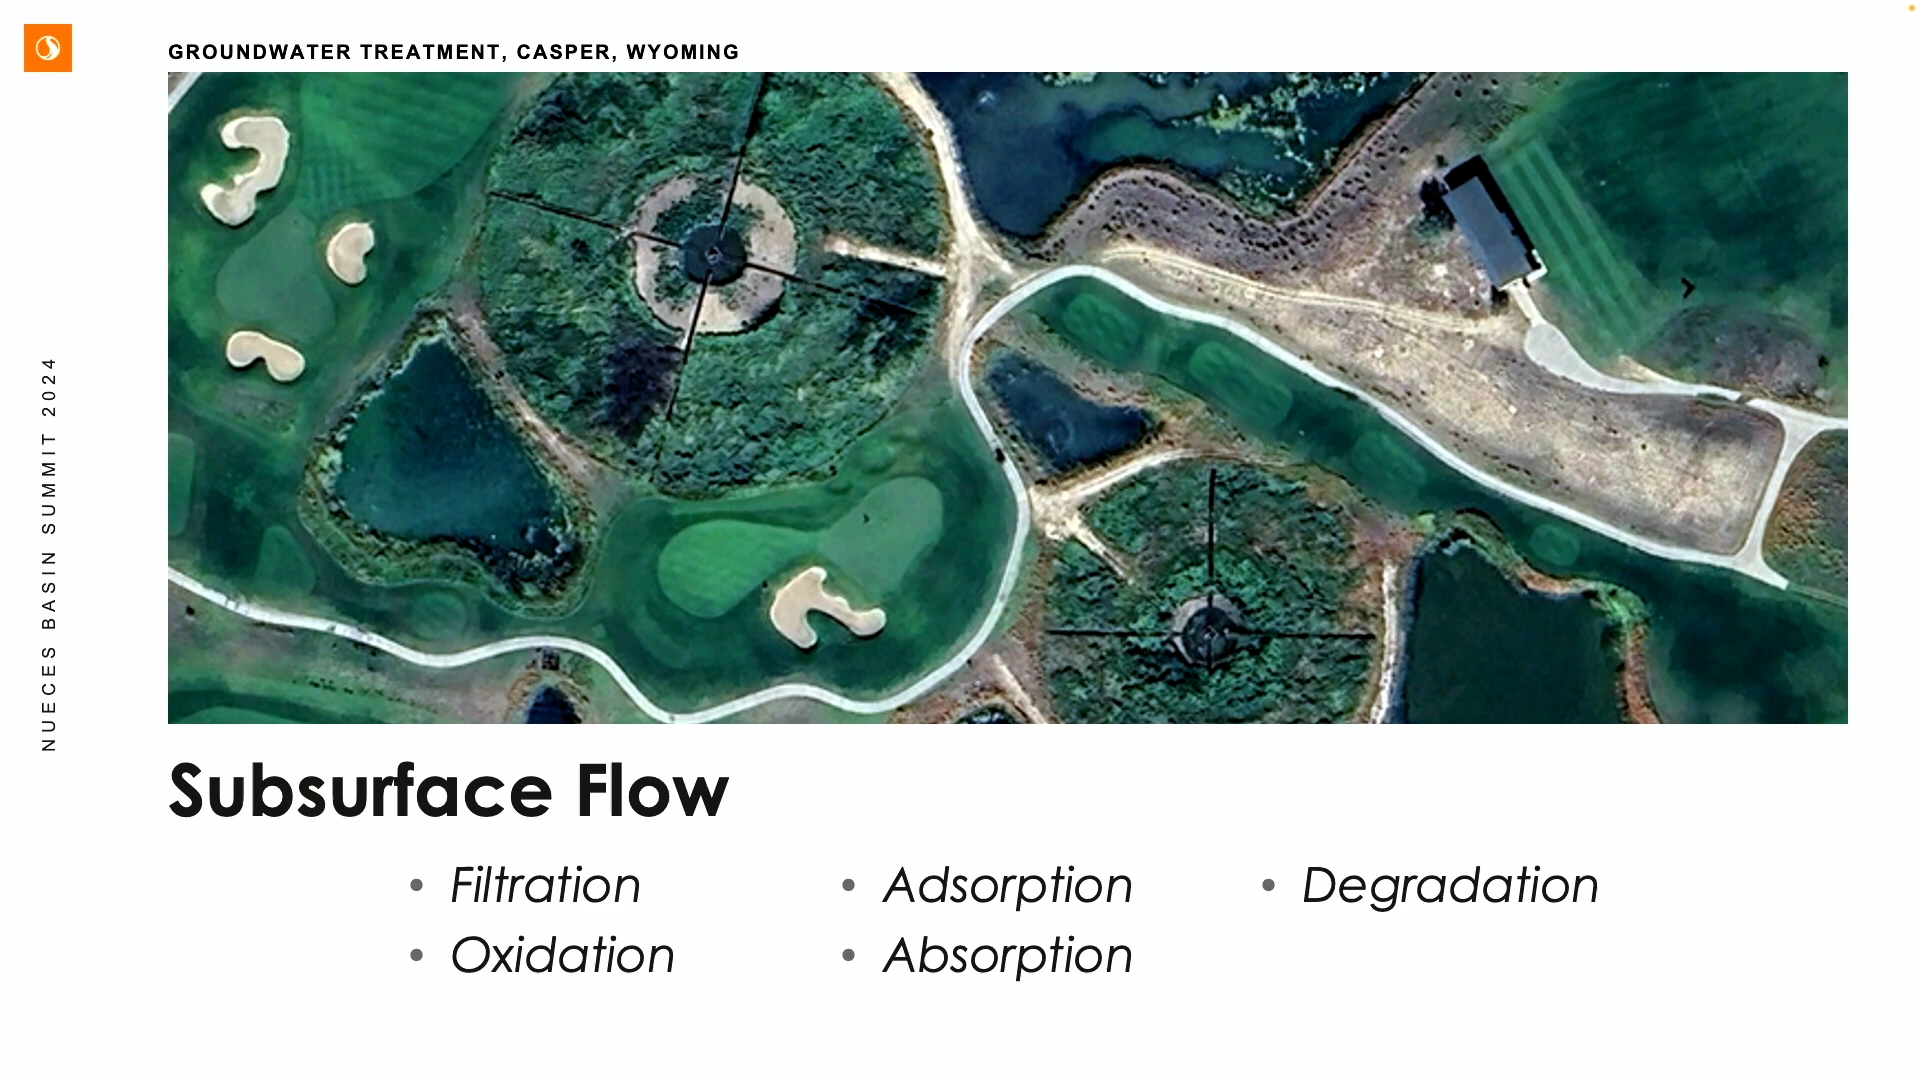 GROUNDWATER TREATMENT, CASPER, WYOMING
NUECES BASIN SUMMIT 2024
Subsurface Flow
• Filtration
• Oxidation
• Adsorption
• Absorption
• Degradation